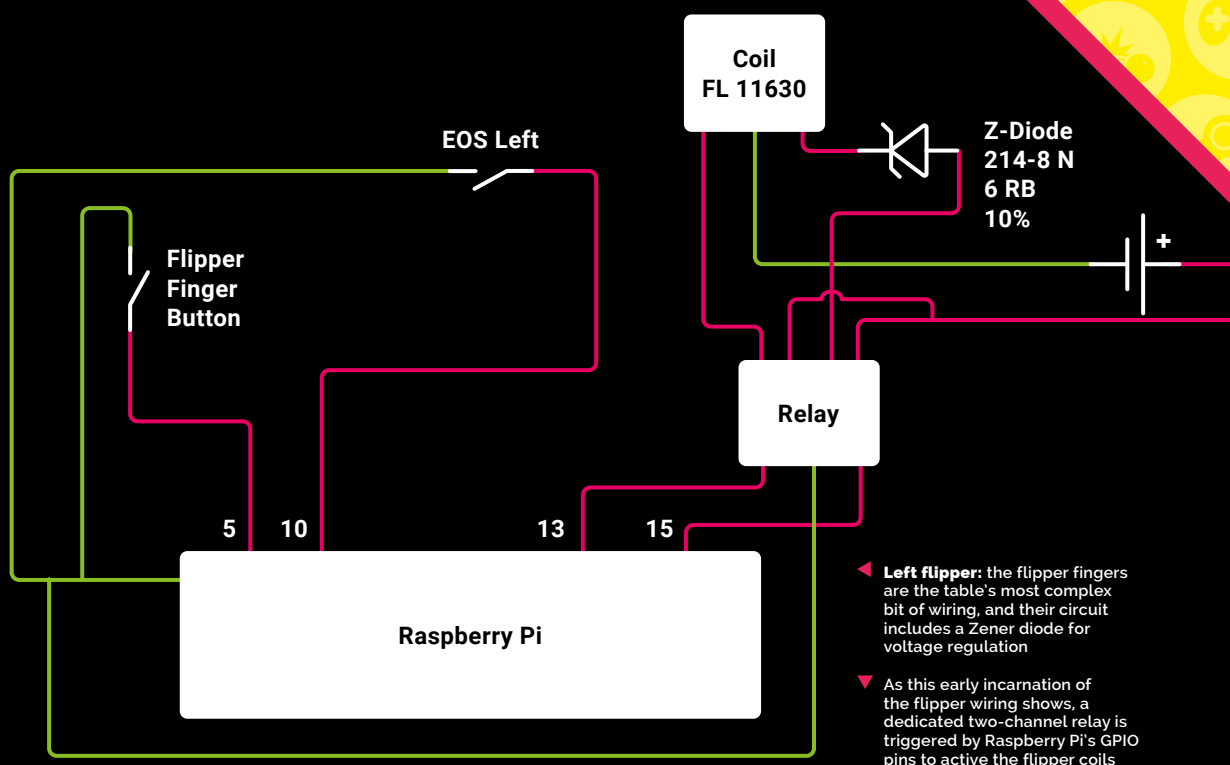 Coil
FL 11630
EOS Left
Z-Diode
214-8 N
6 RB
10%
+
Flipper
Finger
Button
Relay
5
10
13
15
Raspberry Pi
Left flipper: the flipper fingers
are the table's most complex
bit of wiring, and their circuit
includes a Zener diode for
voltage regulation
As this early incarnation of
the flipper wiring shows, a
dedicated two-channel relay is
triggered by Raspberry Pi's GPIO
pins to active the flipper coils